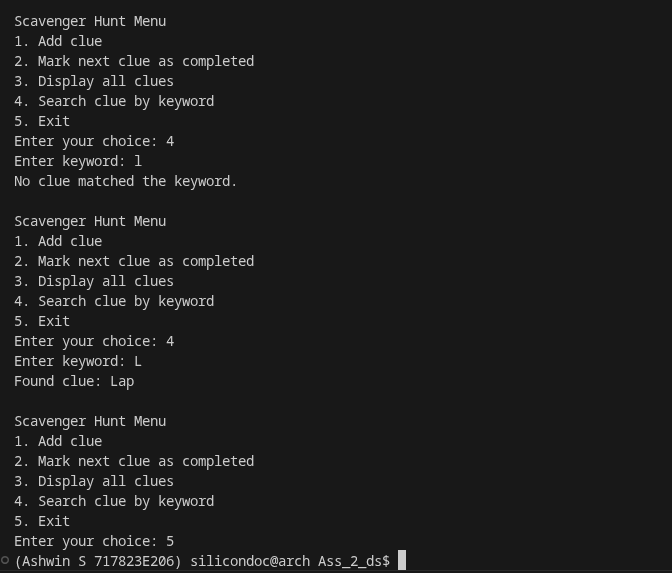 Scavenger Hunt Menu
1. Add clue
2. Mark next clue as completed
3. Display all clues
4. Search clue by keyword
5. Exit
Enter your choice: 4
Enter keyword: l
No clue matched the keyword.
Scavenger Hunt Menu
1. Add clue
2. Mark next clue as completed
3. Display all clues
4. Search clue by keyword
5. Exit
Enter your choice: 4
Enter keyword: L
Found clue: Lap
Scavenger Hunt Menu
1. Add clue
2. Mark next clue as completed
3. Display all clues
4. Search clue by keyword
5. Exit
Enter your choice: 5
(Ashwin S 717823E206) silicondoc@arch Ass_2_ds$